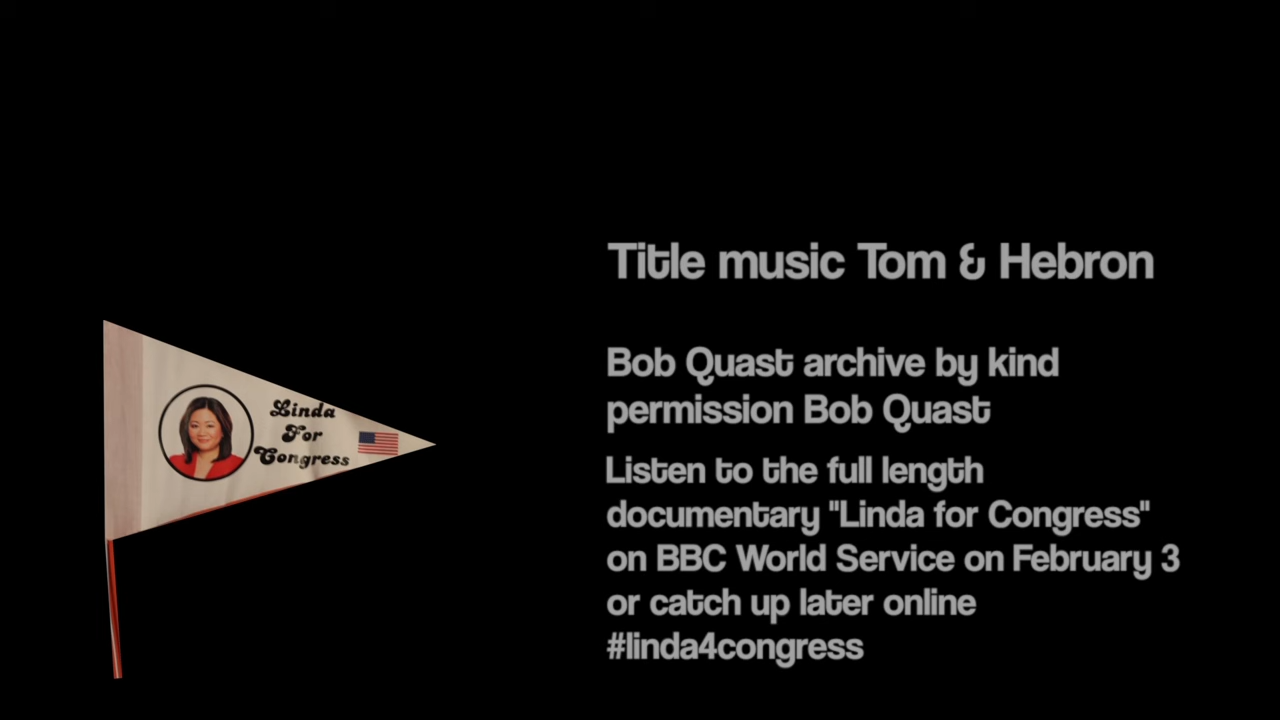 Linda
For
Congress
Title music Tom & Hebron
Bob Quast archive by kind
permission Bob Quast
Listen to the full length
documentary "Linda for Congress"
on BBC World Service on February 3
or catch up later online
#linda4congress